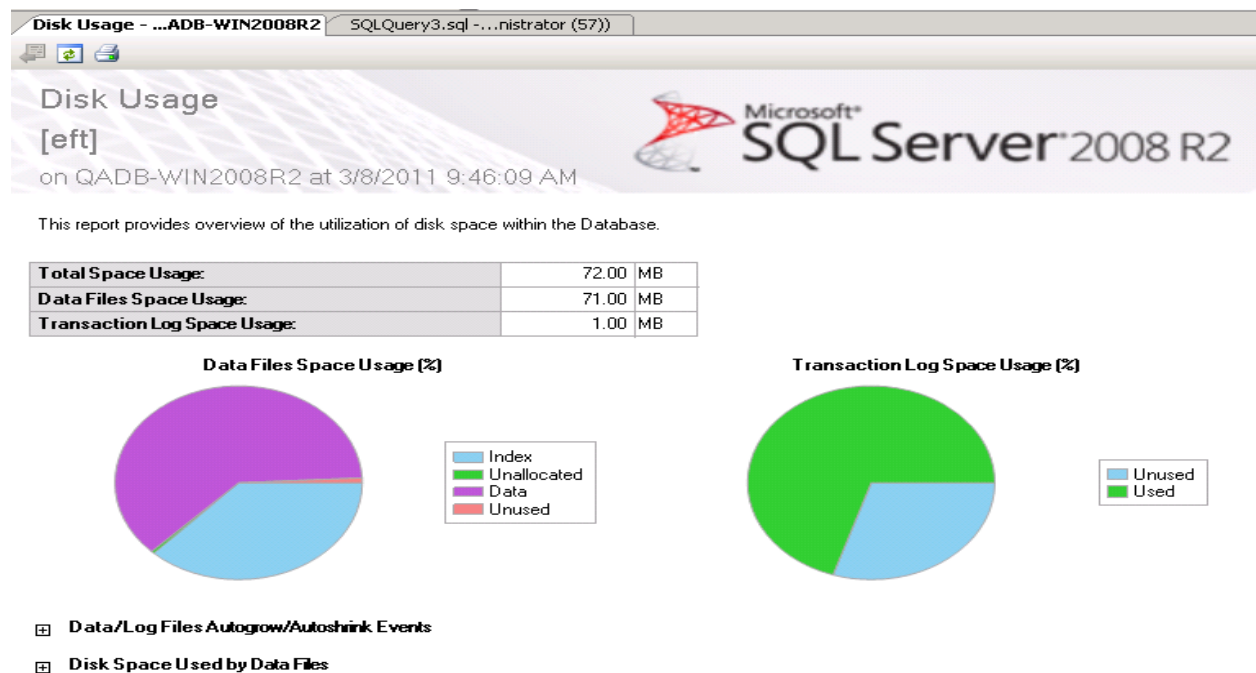 Disk Usage - ...ADB-WIN2008R2 SQLQuery3.sql -...nistrator (57))
Disk Usage
[eft]
on QADB-WIN2008R2 at 3/8/2011 9:46:09 AM
Microsoft®
SQL Server® 2008 R2
This report provides overview of the utilization of disk space within the Database.
Total Space Usage: 72.00 MB
Data Files Space Usage: 71.00 MB
Transaction Log Space Usage: 1.00 MB
Data Files Space Usage (%)
Index
Unallocated
Data
Unused
Transaction Log Space Usage (%)
Unused
Used
Data/Log Files Autogrow/Autoshrink Events
Disk Space Used by Data Files